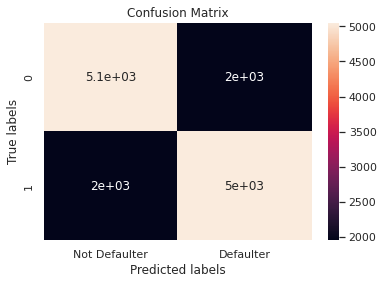 Confusion Matrix
5000
4500
4000
3500
3000
2500
2000
True labels
0
1
5.1e+03
2e+03
2e+03
5e+03
Not Defaulter
Defaulter
Predicted labels